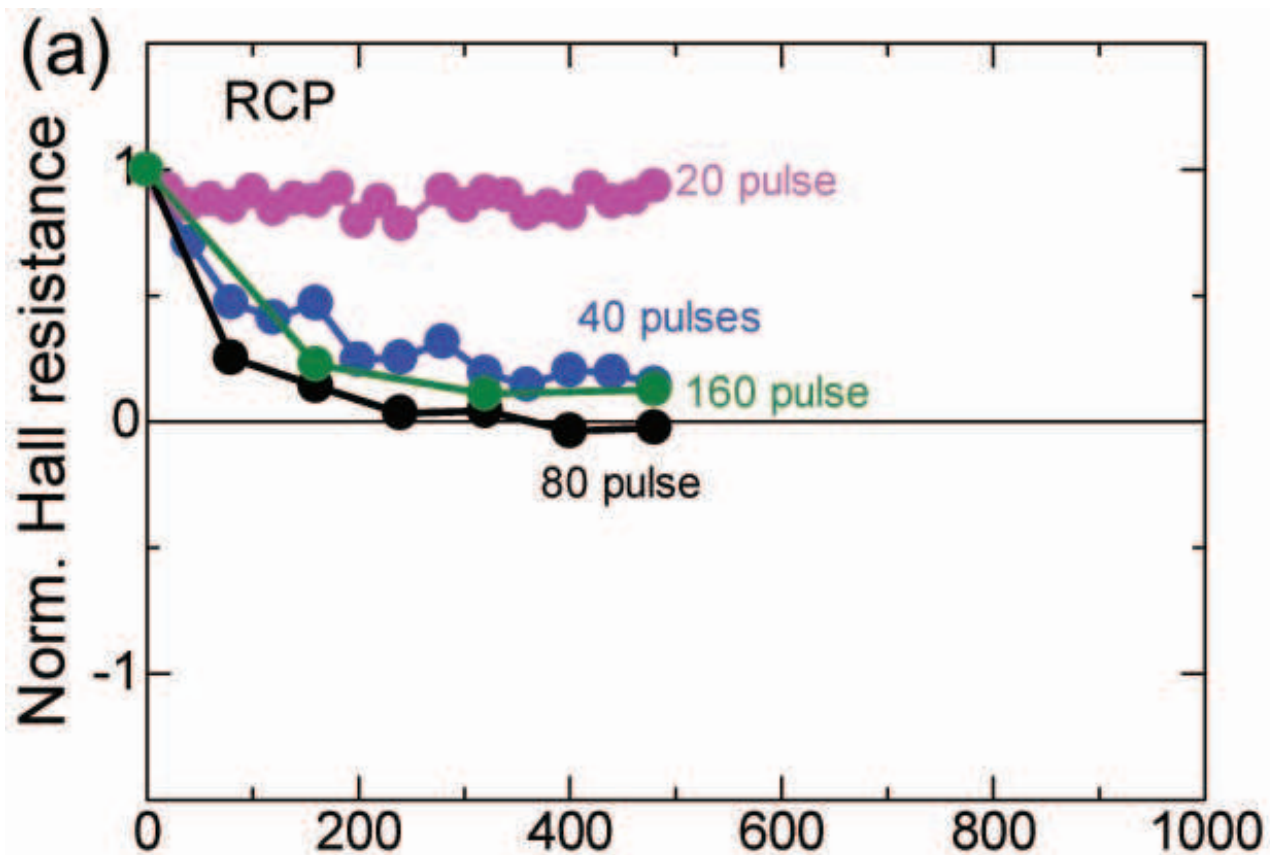 (a)
RCP
Norm. Hall resistance
1
0
-1
20 pulse
40 pulses
160 pulse
80 pulse
0 200 400 600 800 1000